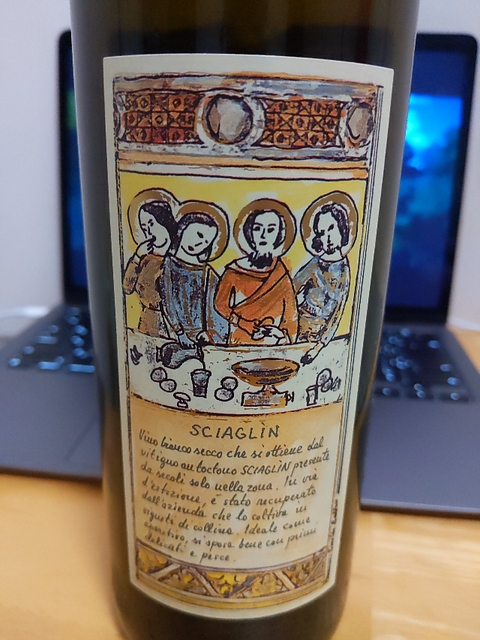 SCIAGLÌN
Vino bianco secco che si ottiene dal
vitigno autoctono SCIAGLÌN presente
da secoli solo nella zona. In via
d'estinzione, è stato recuperato
dall'azienda che lo coltiva in
vigneti di collina. Ideale come
aperitivo, si sposa bene con primi
delicati e pesce.